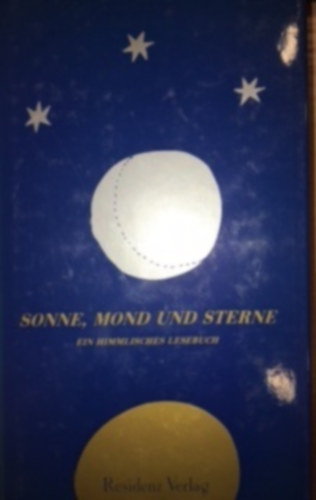 SONNE, MOND UND STERNE
EIN HIMMLISCHES LESEBUCH
Residenz Verlag